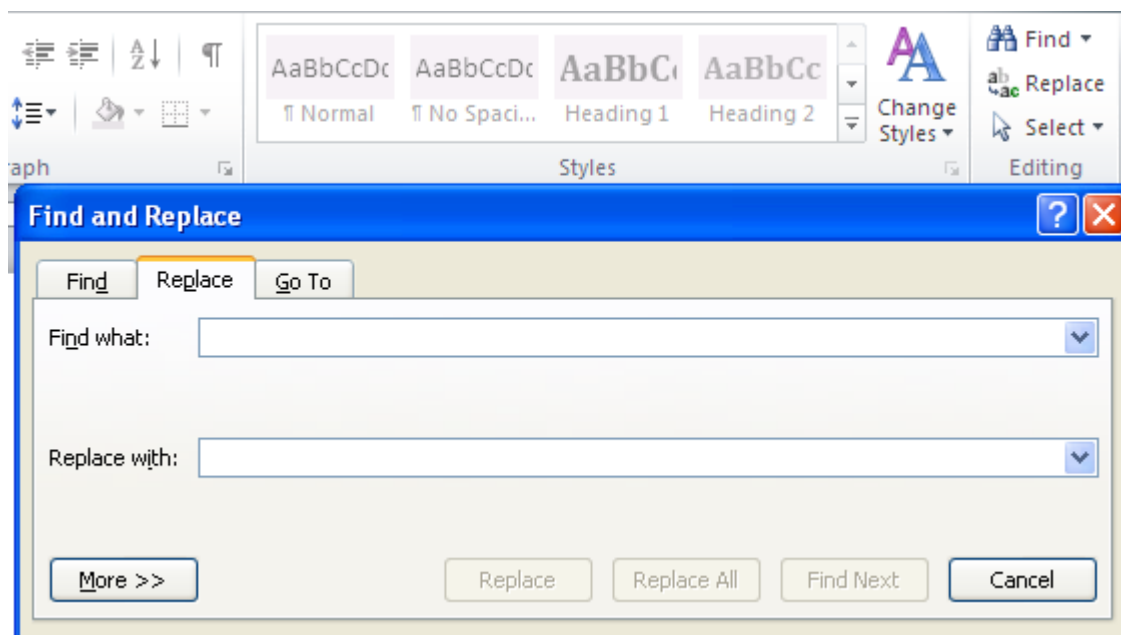 A
Z
¶
AaBbCcDc AaBbCcDc AaBbC AaBbCc
¶ Normal ¶ No Spaci... Heading 1 Heading 2
Change
Styles
Find
Replace
Select
raph
Styles
Editing
Find and Replace
Find Replace Go To
Find what:
Replace with:
More >> Replace Replace All Find Next Cancel